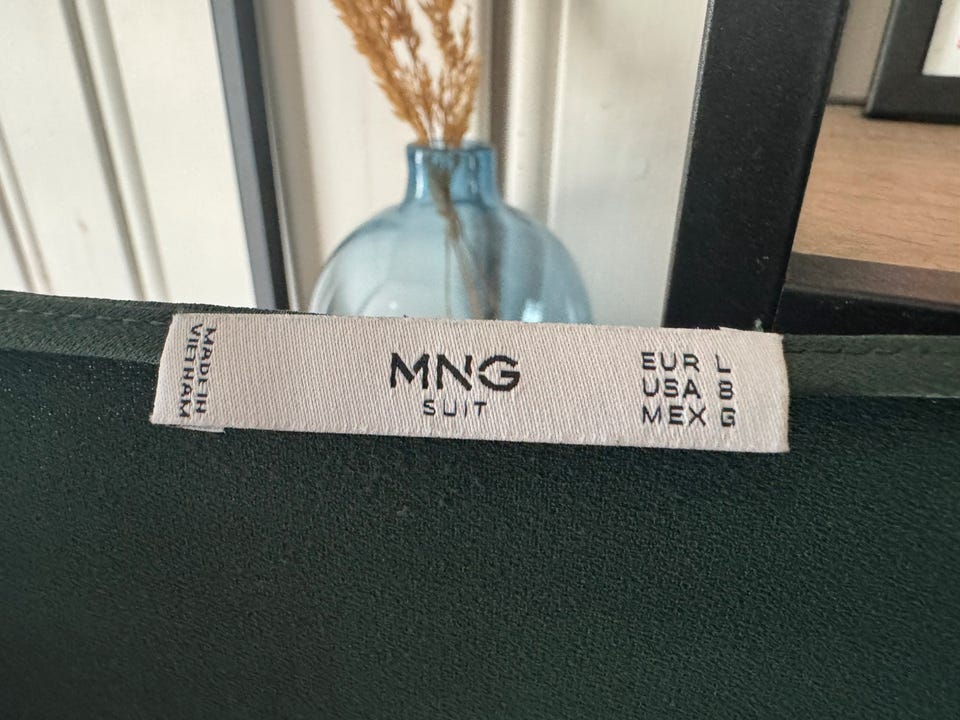 MADE IN
VIETNAM
MNG
SUIT
EUR L
USA 8
MEX G